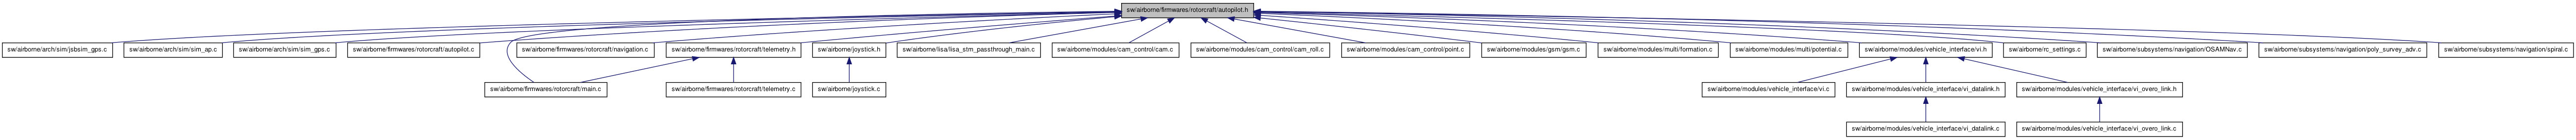 sw/airborne/firmwares/rotorcraft/autopilot.h
sw/airborne/arch/sim/jsbsim_gps.c
sw/airborne/arch/sim/sim_ap.c
sw/airborne/arch/sim/sim_gps.c
sw/airborne/firmwares/rotorcraft/autopilot.c
sw/airborne/firmwares/rotorcraft/navigation.c
sw/airborne/firmwares/rotorcraft/telemetry.h
sw/airborne/joystick.h
sw/airborne/lisa/lisa_stm_passthrough_main.c
sw/airborne/modules/cam_control/cam.c
sw/airborne/modules/cam_control/cam_roll.c
sw/airborne/modules/cam_control/point.c
sw/airborne/modules/gsm/gsm.c
sw/airborne/modules/multi/formation.c
sw/airborne/modules/multi/potential.c
sw/airborne/modules/vehicle_interface/vi.h
sw/airborne/rc_settings.c
sw/airborne/subsystems/navigation/OSAMNav.c
sw/airborne/subsystems/navigation/poly_survey_adv.c
sw/airborne/subsystems/navigation/spiral.c
sw/airborne/firmwares/rotorcraft/main.c
sw/airborne/firmwares/rotorcraft/telemetry.c
sw/airborne/joystick.c
sw/airborne/modules/vehicle_interface/vi.c
sw/airborne/modules/vehicle_interface/vi_datalink.h
sw/airborne/modules/vehicle_interface/vi_overo_link.h
sw/airborne/modules/vehicle_interface/vi_datalink.c
sw/airborne/modules/vehicle_interface/vi_overo_link.c